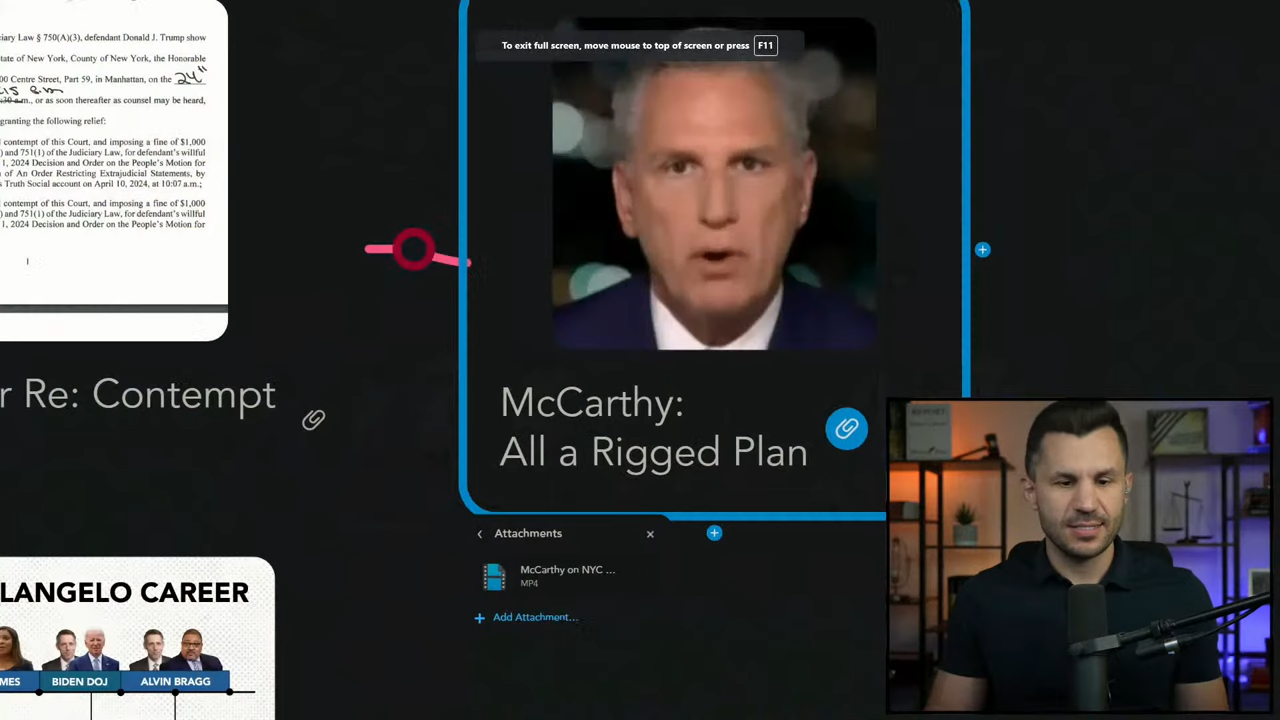 ciary Law § 750(A)(3), defendant Donald J. Trump show
tate of New York, County of New York, the Honorable
00 Centre Street, Part 59, in Manhattan, on the 24"
:30 a.m., or as soon thereafter as counsel may be heard,
granting the following relief:
l contempt of this Court, and imposing a fine of $1,000
) and 751(1) of the Judiciary Law, for defendant's willful
1, 2024 Decision and Order on the People's Motion for
n of An Order Restricting Extrajudicial Statements, by
s Truth Social account on April 10, 2024, at 10:07 a.m.;
l contempt of this Court, and imposing a fine of $1,000
) and 751(1) of the Judiciary Law, for defendant's willful
1, 2024 Decision and Order on the People's Motion for
1
r Re: Contempt
To exit full screen, move mouse to top of screen or press F11
McCarthy:
All a Rigged Plan
Attachments
McCarthy on NYC ...
MP4
Add Attachment...
LANGELO CAREER
MES
BIDEN DOJ
ALVIN BRAGG
REPORT